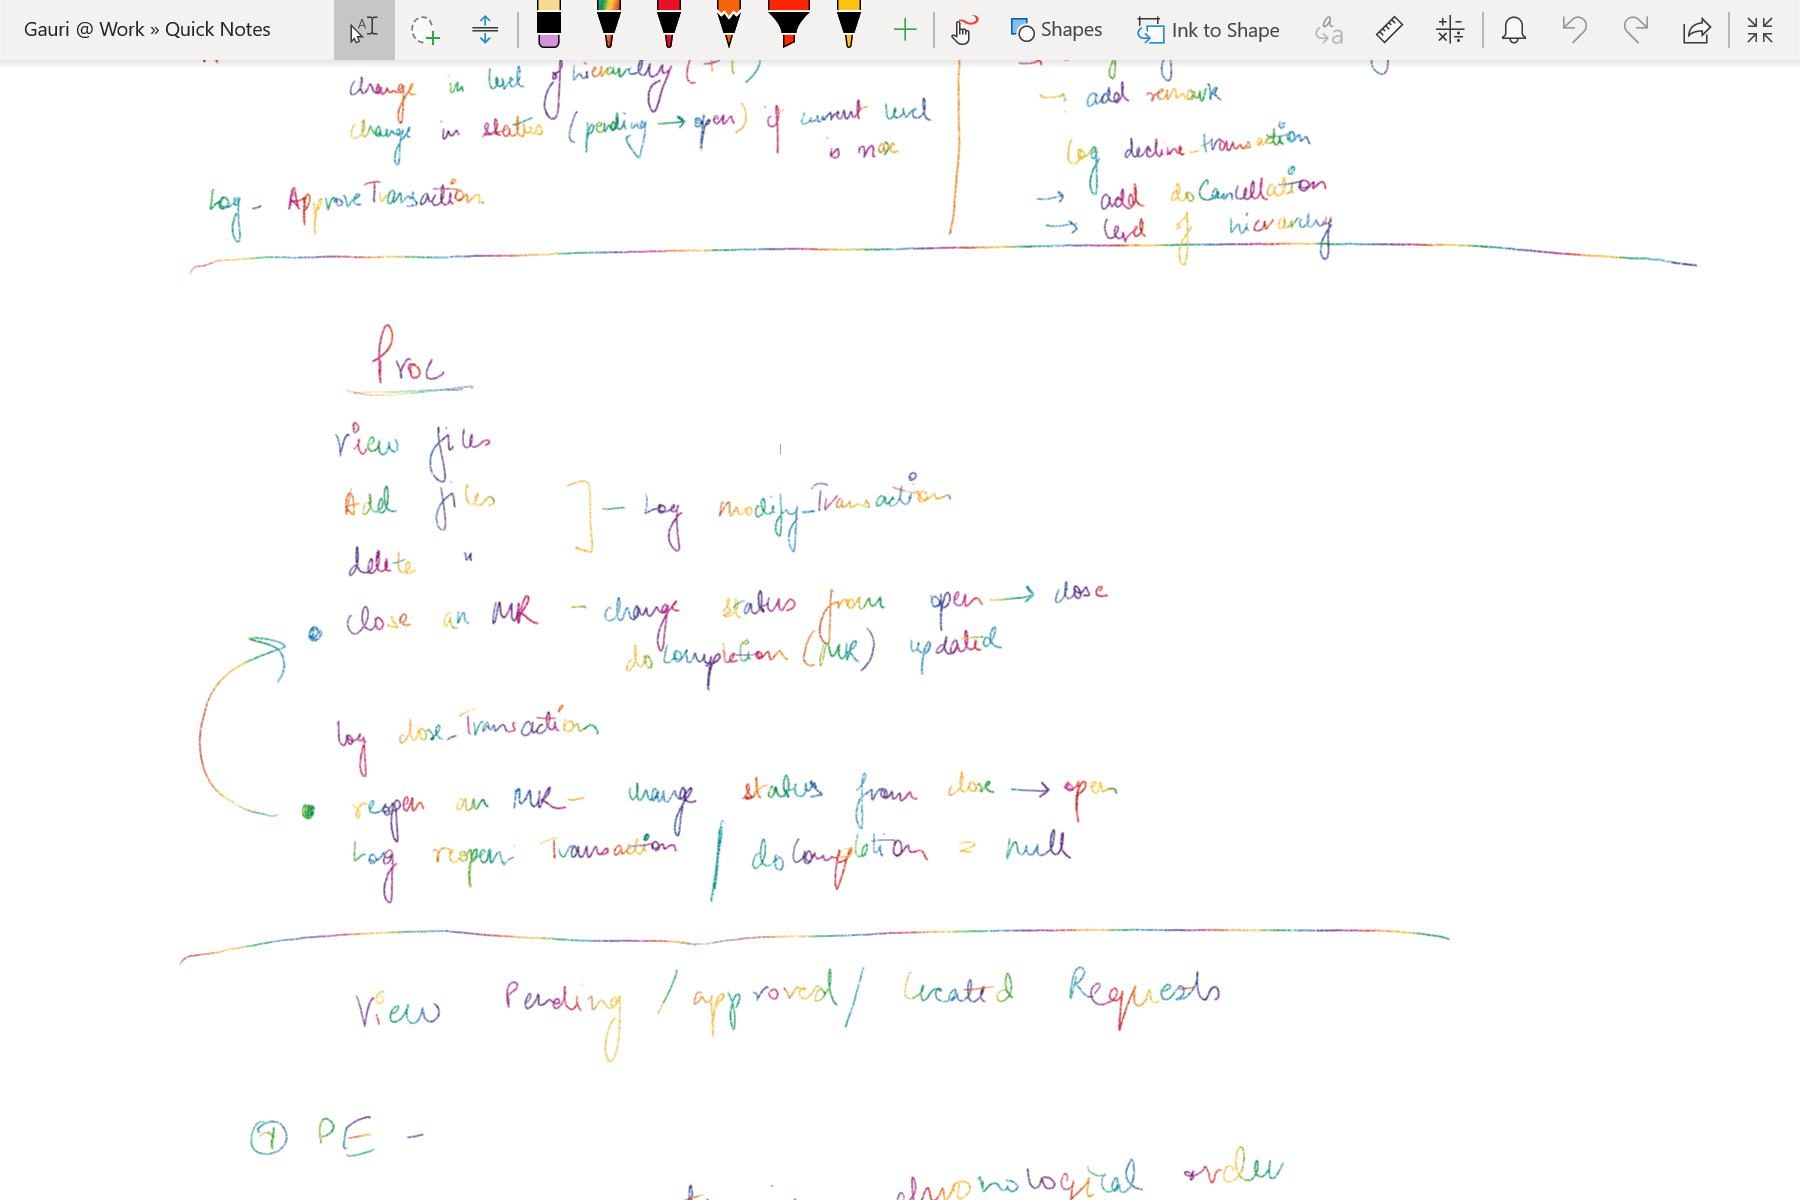 Gauri @ Work » Quick Notes
Shapes
Ink to Shape
change in level of hierarchy (+1)
change in status (pending → open) if current level
is max
Log - ApproveTransaction
→ add remark
log decline_transaction
→ add doCancellation
→ level of hierarchy
Proc
View files
Add files
delete "
] - Log modify_Transaction
• Close an MR - change status from open → close
doCompletion (MR) updated
log close_Transaction
• reopen an MR - change status from close → open
Log reopen Transaction / doCompletion = null
View Pending / approved / Created Requests
PE -
chronological order